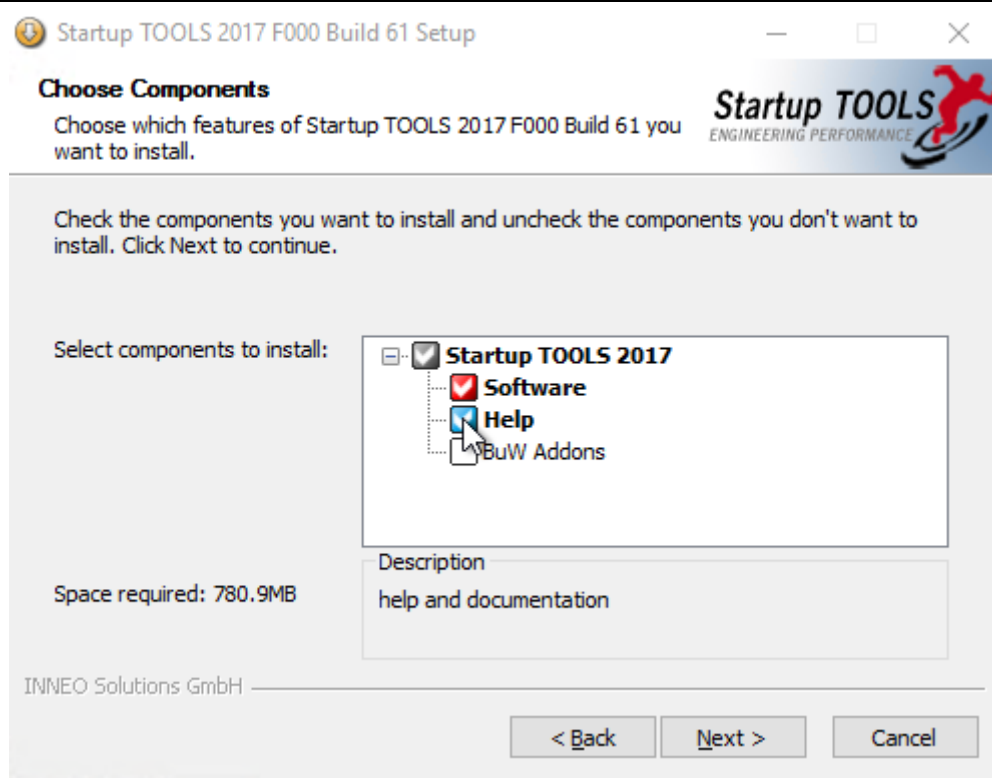 Startup TOOLS 2017 F000 Build 61 Setup
Choose Components
Choose which features of Startup TOOLS 2017 F000 Build 61 you
want to install.
Startup TOOLS
ENGINEERING PERFORMANCE
Check the components you want to install and uncheck the components you don't want to
install. Click Next to continue.
Select components to install:
Startup TOOLS 2017
Software
Help
BuW Addons
Space required: 780.9MB
Description
help and documentation
INNEO Solutions GmbH
< Back
Next >
Cancel